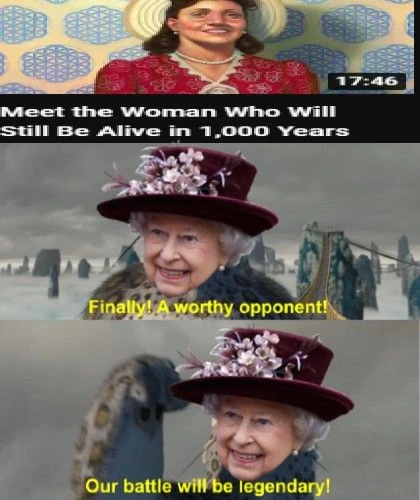 17:46
Meet the Woman Who Will
Still Be Alive in 1,000 Years
Finally! A worthy opponent!
Our battle will be legendary!